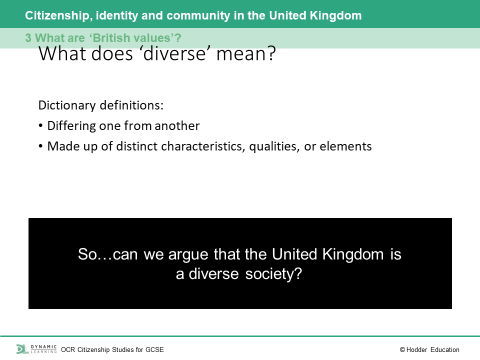 Citizenship, identity and community in the United Kingdom
3 What are ‘British values’?
What does ‘diverse’ mean?
Dictionary definitions:
• Differing one from another
• Made up of distinct characteristics, qualities, or elements
So…can we argue that the United Kingdom is
a diverse society?
DYNAMIC
LEARNING
OCR Citizenship Studies for GCSE
© Hodder Education